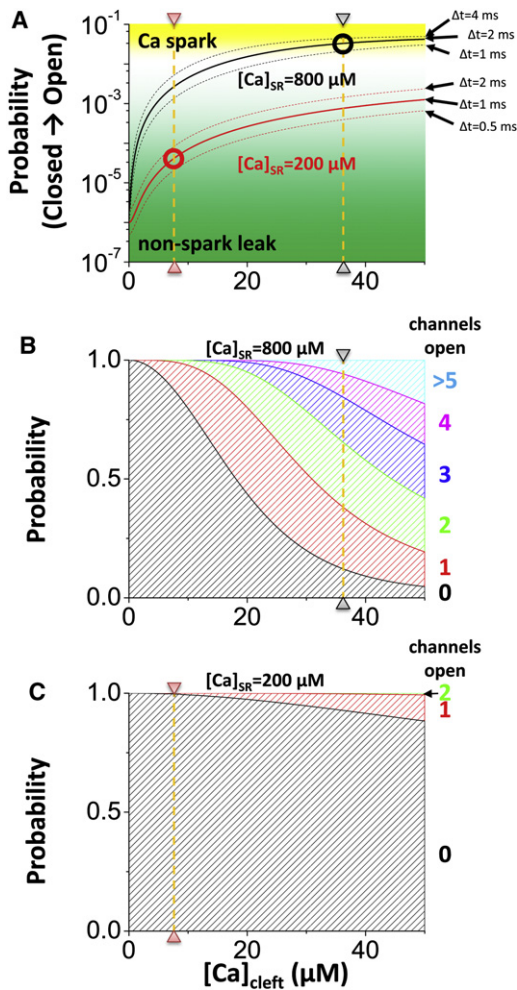 A
10⁻¹
10⁻³
10⁻⁵
10⁻⁷
Probability
(Closed → Open)
Ca spark
[Ca]SR=800 µM
[Ca]SR=200 µM
non-spark leak
Δt=4 ms
Δt=2 ms
Δt=1 ms
Δt=2 ms
Δt=1 ms
Δt=0.5 ms
0 20 40
B
[Ca]SR=800 µM
channels
open
1.0
0.5
0.0
Probability
>5
4
3
2
1
0
0 20 40
C
[Ca]SR=200 µM
channels
open
1.0
0.5
0.0
Probability
2
1
0
0 20 40
[Ca]cleft (µM)